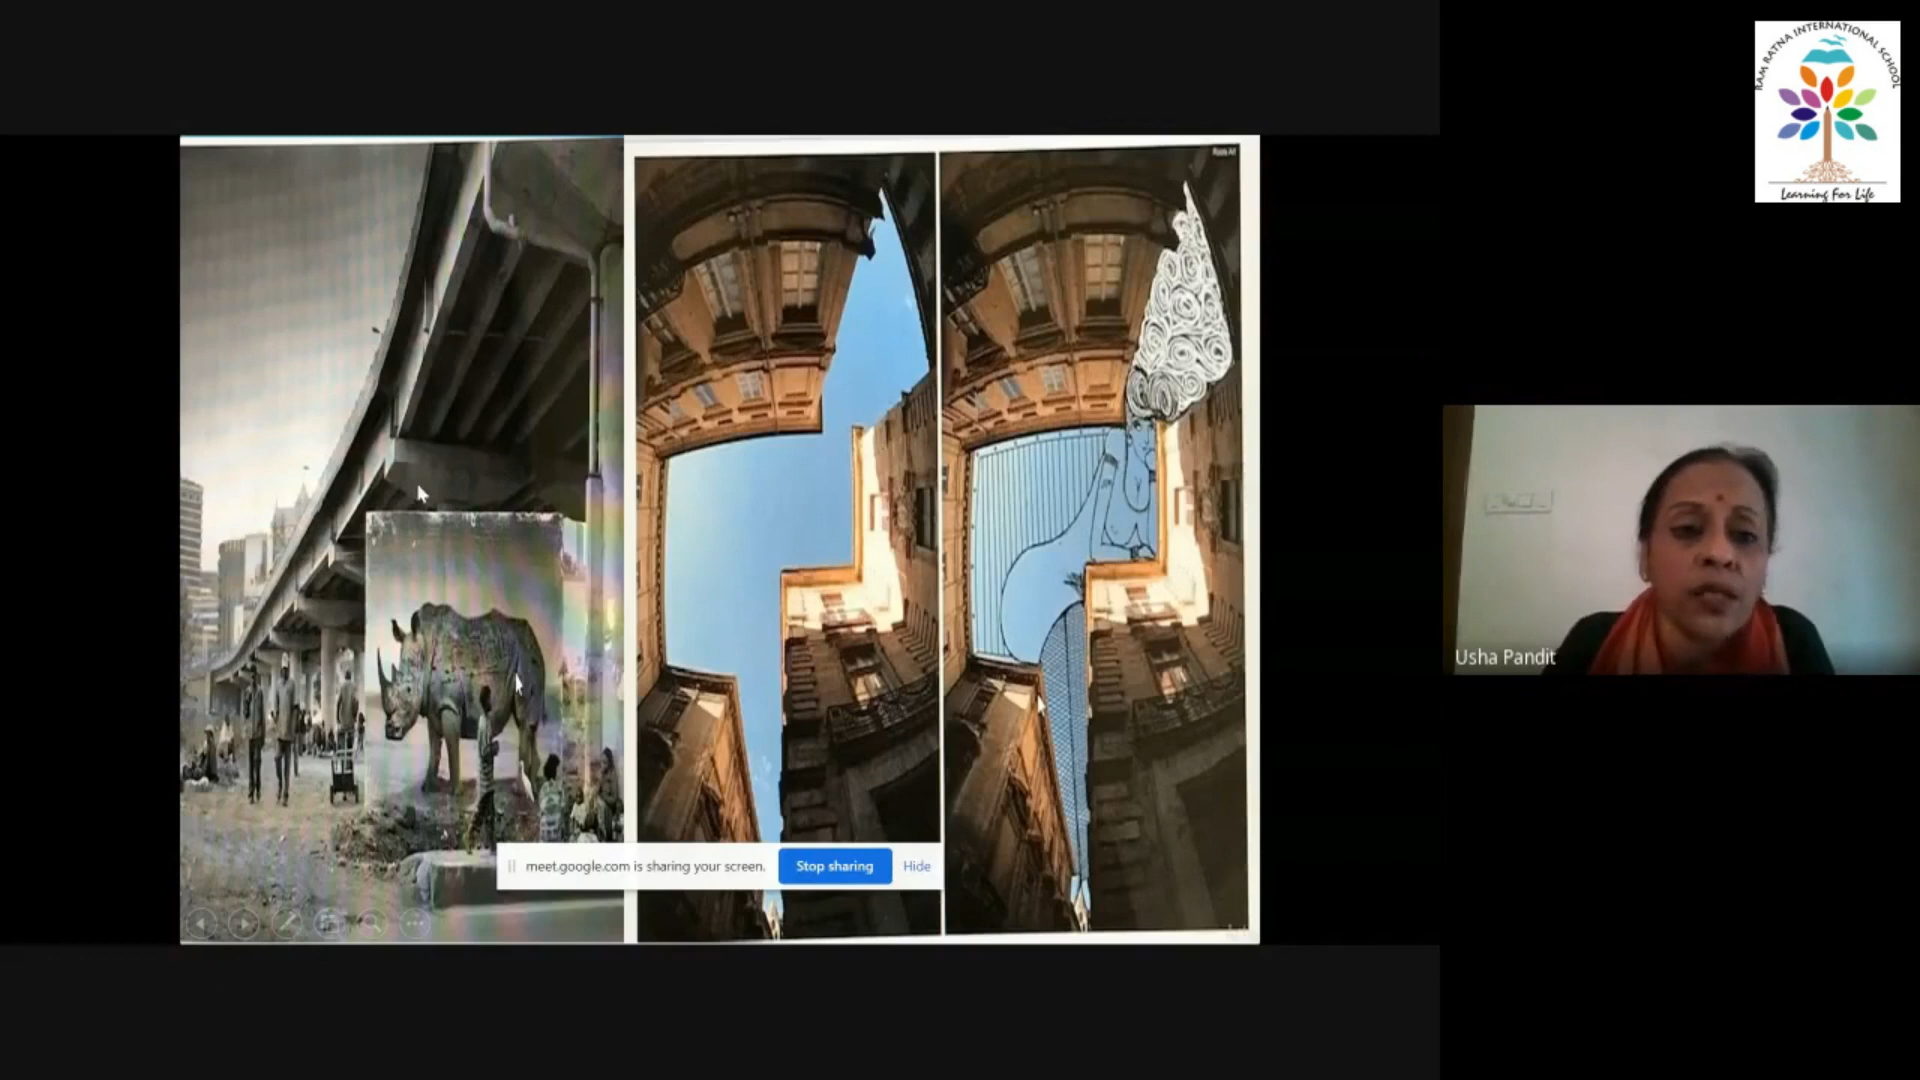 RAM RATNA INTERNATIONAL SCHOOL
Learning For Life
Usha Pandit
meet.google.com is sharing your screen.
Stop sharing
Hide